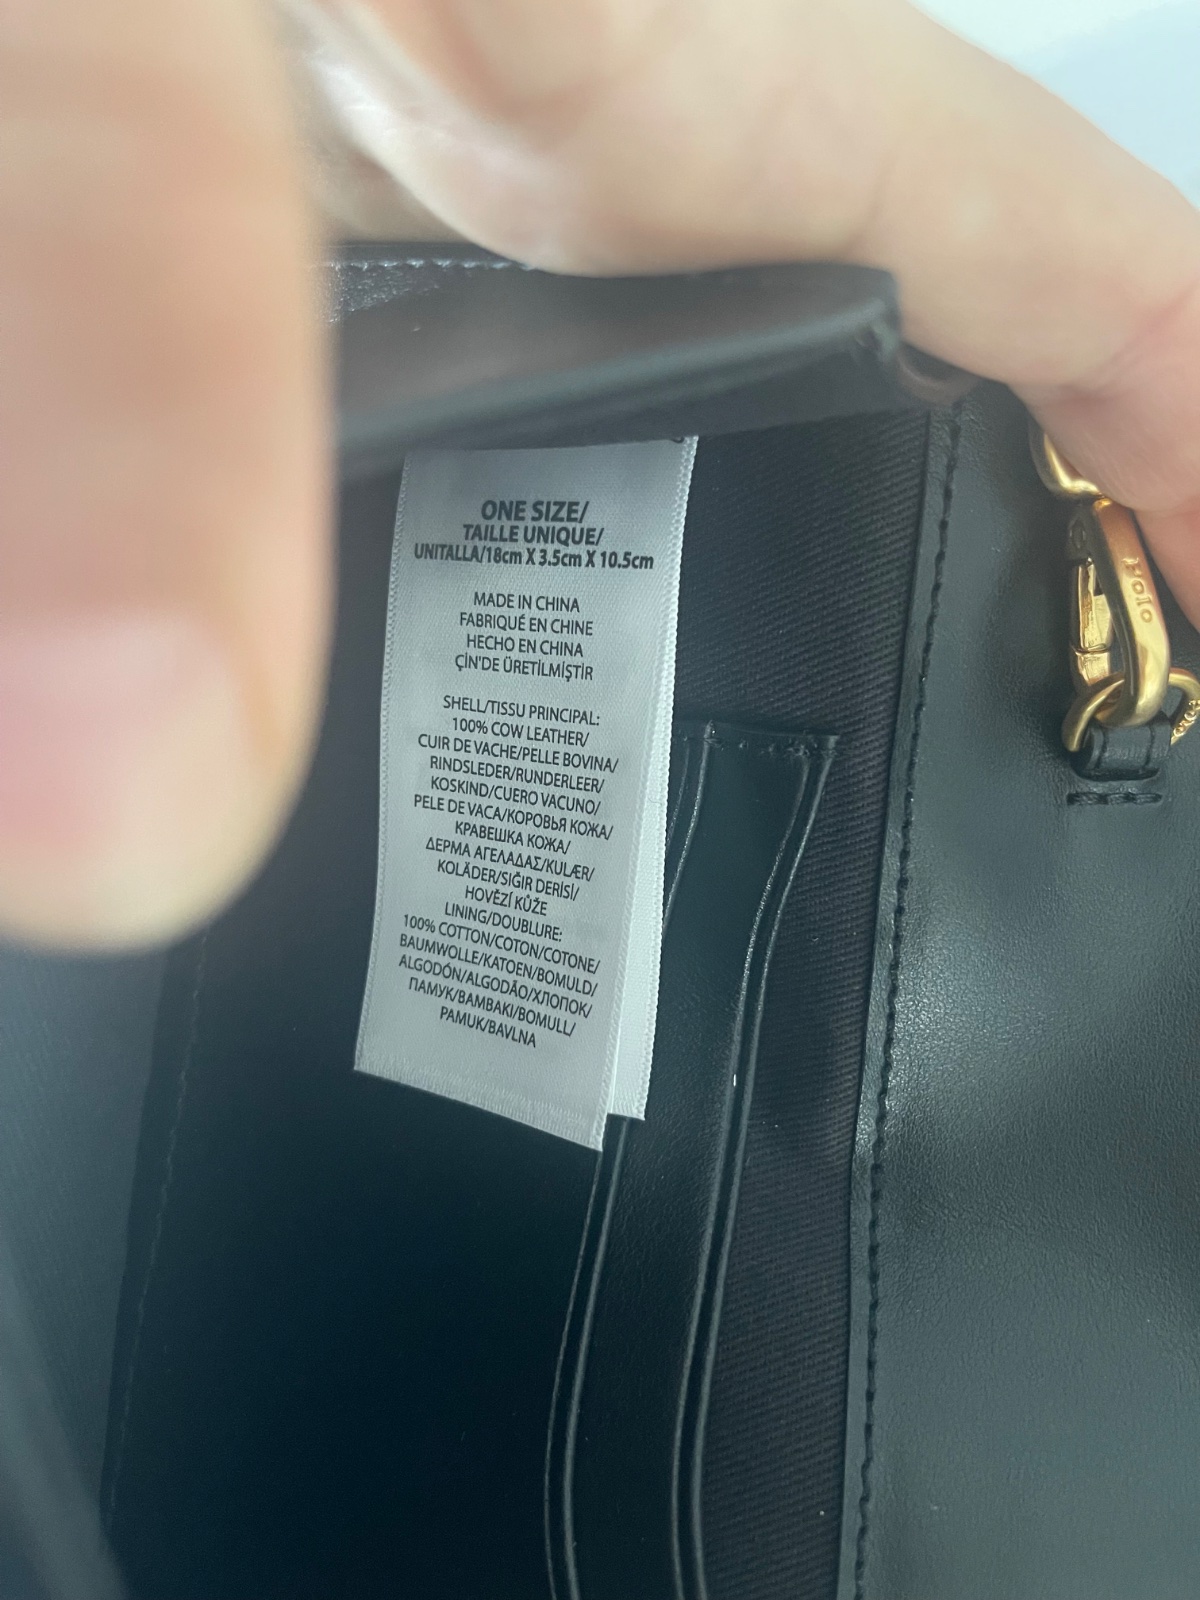 ONE SIZE/
TAILLE UNIQUE/
UNITALLA/18cm X 3.5cm X 10.5cm
MADE IN CHINA
FABRIQUÉ EN CHINE
HECHO EN CHINA
ÇİN'DE ÜRETİLMİŞTİR
SHELL/TISSU PRINCIPAL:
100% COW LEATHER/
CUIR DE VACHE/PELLE BOVINA/
RINDSLEDER/RUNDERLEER/
KOSKIND/CUERO VACUNO/
PELE DE VACA/КОРОВЬЯ КОЖА/
КРАВЕШКА КОЖА/
ΔΕΡΜΑ ΑΓΕΛΑΔΑΣ/KULÆR/
KOLÄDER/SIĞIR DERİSİ/
HOVĚZÍ KŮŽE
LINING/DOUBLURE:
100% COTTON/COTON/COTONE/
BAUMWOLLE/KATOEN/BOMULD/
ALGODÓN/ALGODÃO/ХЛОПОК/
ПАМУК/ΒΑΜΒΑΚΙ/BOMULL/
PAMUK/BAVLNA
Polo